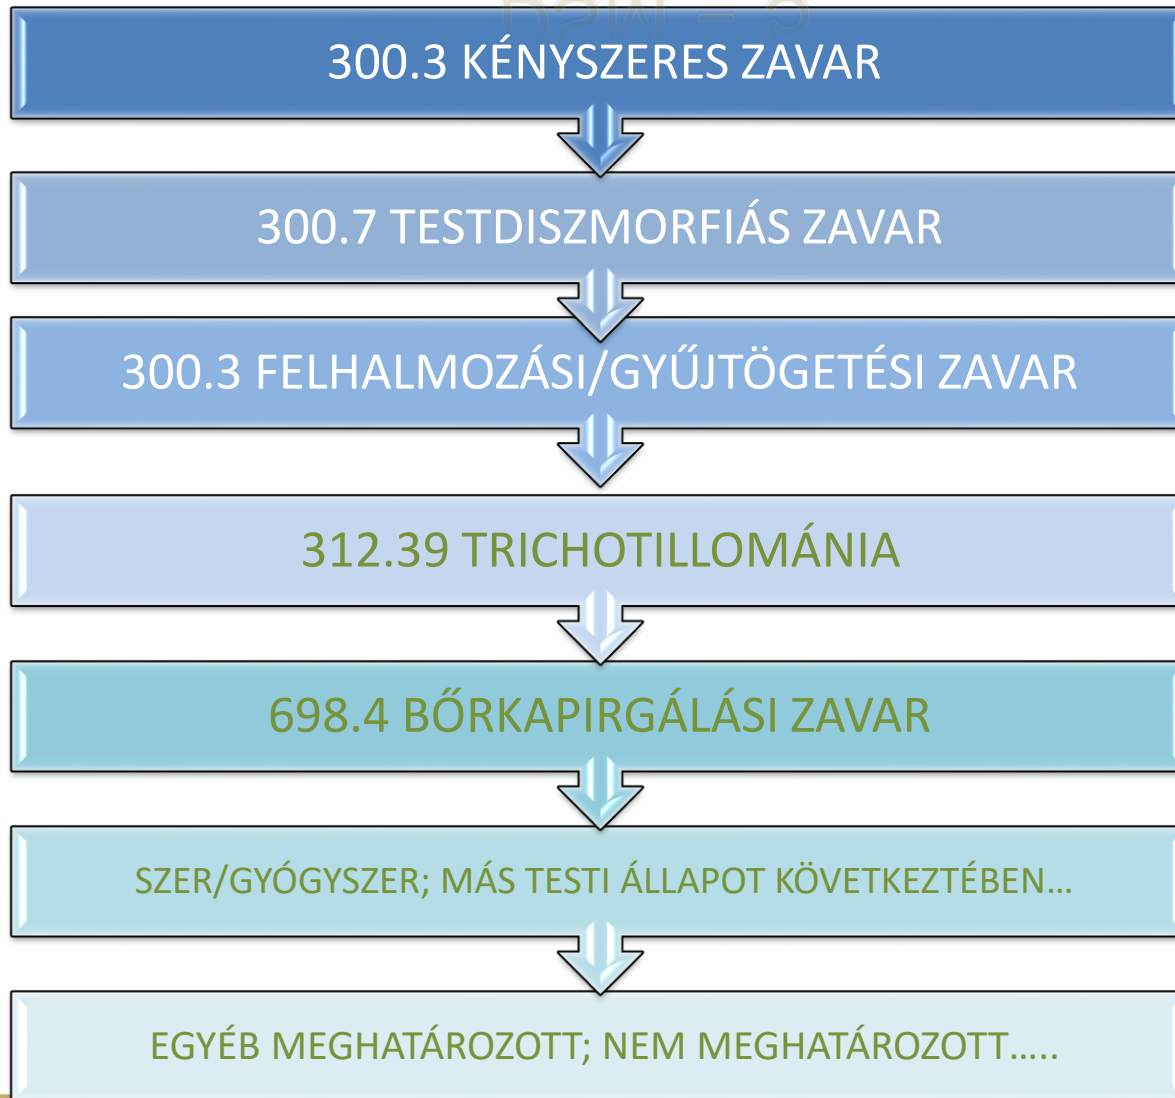 300.3 KÉNYSZERES ZAVAR
300.7 TESTDISZMORFIÁS ZAVAR
300.3 FELHALMOZÁSI/GYŰJTÖGETÉSI ZAVAR
312.39 TRICHOTILLOMÁNIA
698.4 BŐRKAPIRGÁLÁSI ZAVAR
SZER/GYÓGYSZER; MÁS TESTI ÁLLAPOT KÖVETKEZTÉBEN...
EGYÉB MEGHATÁROZOTT; NEM MEGHATÁROZOTT.....